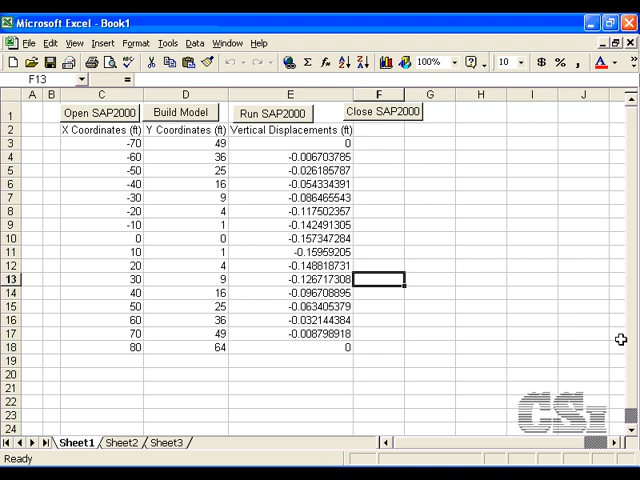 Microsoft Excel - Book1
File Edit View Insert Format Tools Data Window Help
100% 10 A
F13 =
A B C D E F G H I J
1 Open SAP2000 Build Model Run SAP2000 Close SAP2000
2 X Coordinates (ft) Y Coordinates (ft) Vertical Displacements (ft)
3 -70 49 0
4 -60 36 -0.006703785
5 -50 25 -0.026185787
6 -40 16 -0.054334391
7 -30 9 -0.086465543
8 -20 4 -0.117502357
9 -10 1 -0.142491305
10 0 0 -0.157347284
11 10 1 -0.15959205
12 20 4 -0.148818731
13 30 9 -0.126717308
14 40 16 -0.096708895
15 50 25 -0.063405379
16 60 36 -0.032144384
17 70 49 -0.008798918
18 80 64 0
19
20
21
22
23
24
CSI
Sheet1 Sheet2 Sheet3
Ready